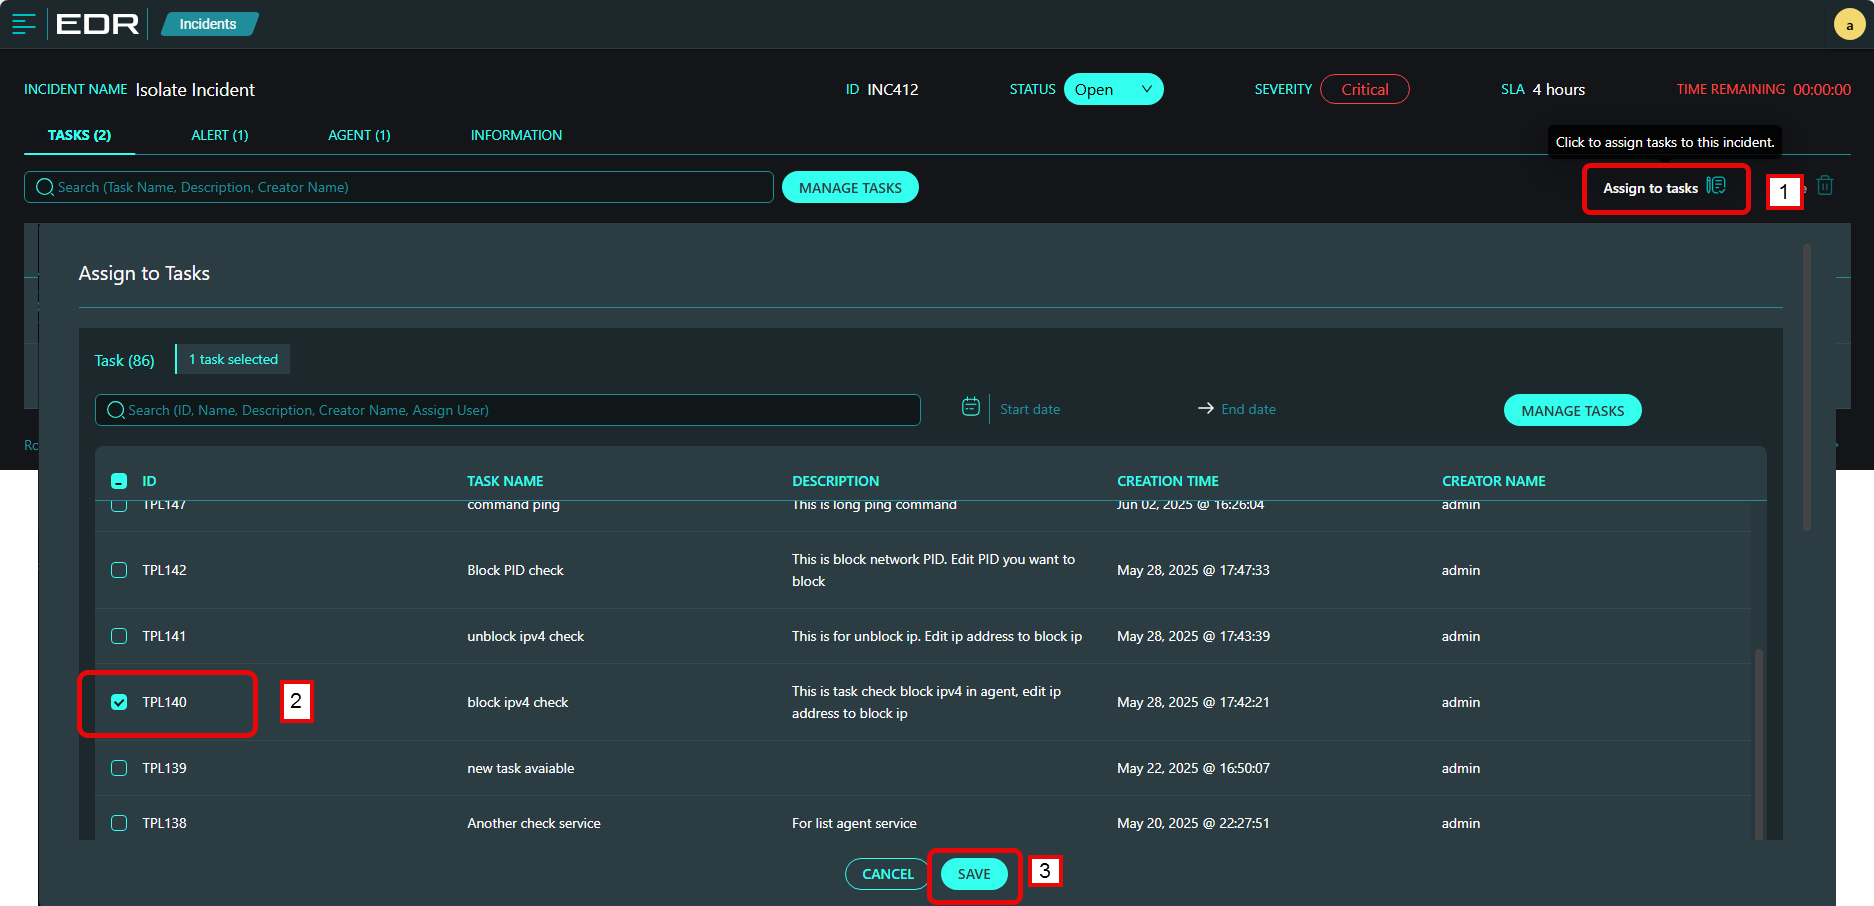 EDR
Incidents
a
INCIDENT NAME Isolate Incident
ID INC412
STATUS Open
SEVERITY Critical
SLA 4 hours
TIME REMAINING 00:00:00
TASKS (2)
ALERT (1)
AGENT (1)
INFORMATION
Click to assign tasks to this incident.
Search (Task Name, Description, Creator Name)
MANAGE TASKS
Assign to tasks
1
Assign to Tasks
Task (86)
1 task selected
Search (ID, Name, Description, Creator Name, Assign User)
Start date
End date
MANAGE TASKS
ID TASK NAME DESCRIPTION CREATION TIME CREATOR NAME
TPL147 command ping This is long ping command Jun 02, 2025 @ 16:26:04 admin
TPL142 Block PID check This is block network PID. Edit PID you want to
block
May 28, 2025 @ 17:47:33 admin
TPL141 unblock ipv4 check This is for unblock ip. Edit ip address to block ip May 28, 2025 @ 17:43:39 admin
TPL140 2 block ipv4 check This is task check block ipv4 in agent, edit ip
address to block ip
May 28, 2025 @ 17:42:21 admin
TPL139 new task avaiable May 22, 2025 @ 16:50:07 admin
TPL138 Another check service For list agent service May 20, 2025 @ 22:27:51 admin
CANCEL
SAVE
3